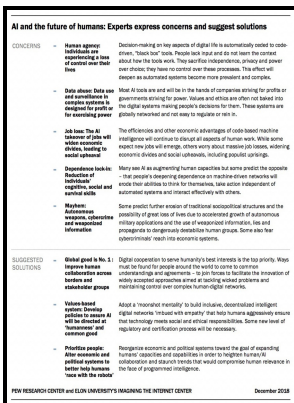 AI and the future of humans: Experts express concerns and suggest solutions
CONCERNS
Human agency:
Individuals are
experiencing a loss
of control over their
lives
Decision-making on key aspects of digital life is automatically ceded to code-
driven, "black box" tools. People lack input and do not learn the context
about how the tools work. They sacrifice independence, privacy and power
over choice; they have no control over these processes. This effect will
deepen as automated systems become more prevalent and complex.
Data abuse: Data use
and surveillance in
complex systems is
designed for profit or
for exercising power
Most AI tools are and will be in the hands of companies striving for profits or
governments striving for power. Values and ethics are often not baked into
the digital systems making people's decisions for them. These systems are
globally networked and not easy to regulate or rein in.
Job loss: The AI
takeover of jobs will
widen economic
divides, leading to
social upheaval
The efficiencies and other economic advantages of code-based machine
intelligence will continue to disrupt all aspects of human work. While some
expect new jobs will emerge, others worry about massive job losses, widening
economic divides and social upheavals, including populist uprisings.
Dependence lock-in:
Reduction of
individuals'
cognitive, social and
survival skills
Many see AI as augmenting human capacities but some predict the opposite
- that people's deepening dependence on machine-driven networks will
erode their abilities to think for themselves, take action independent of
automated systems and interact effectively with others.
Mayhem:
Autonomous
weapons, cybercrime
and weaponized
information
Some predict further erosion of traditional sociopolitical structures and the
possibility of great loss of lives due to accelerated growth of autonomous
military applications and the use of weaponized information, lies and
propaganda to dangerously destabilize human groups. Some also fear
cybercriminals' reach into economic systems.
SUGGESTED
SOLUTIONS
Global good is No. 1:
Improve human
collaboration across
borders and
stakeholder groups
Digital cooperation to serve humanity's best interests is the top priority. Ways
must be found for people around the world to come to common
understandings and agreements - to join forces to facilitate the innovation of
widely accepted approaches aimed at tackling wicked problems and
maintaining control over complex human-digital networks.
Values-based
system: Develop
policies to assure AI
will be directed at
'humanness' and
common good
Adopt a 'moonshot mentality' to build inclusive, decentralized intelligent
digital networks 'imbued with empathy' that help humans aggressively ensure
that technology meets social and ethical responsibilities. Some new level of
regulatory and certification process will be necessary.
Prioritize people:
Alter economic and
political systems to
better help humans
'race with the robots'
Reorganize economic and political systems toward the goal of expanding
humans' capacities and capabilities in order to heighten human/AI
collaboration and staunch trends that would compromise human relevance in
the face of programmed intelligence.
PEW RESEARCH CENTER and ELON UNIVERSITY'S IMAGINING THE INTERNET CENTER
December 2018